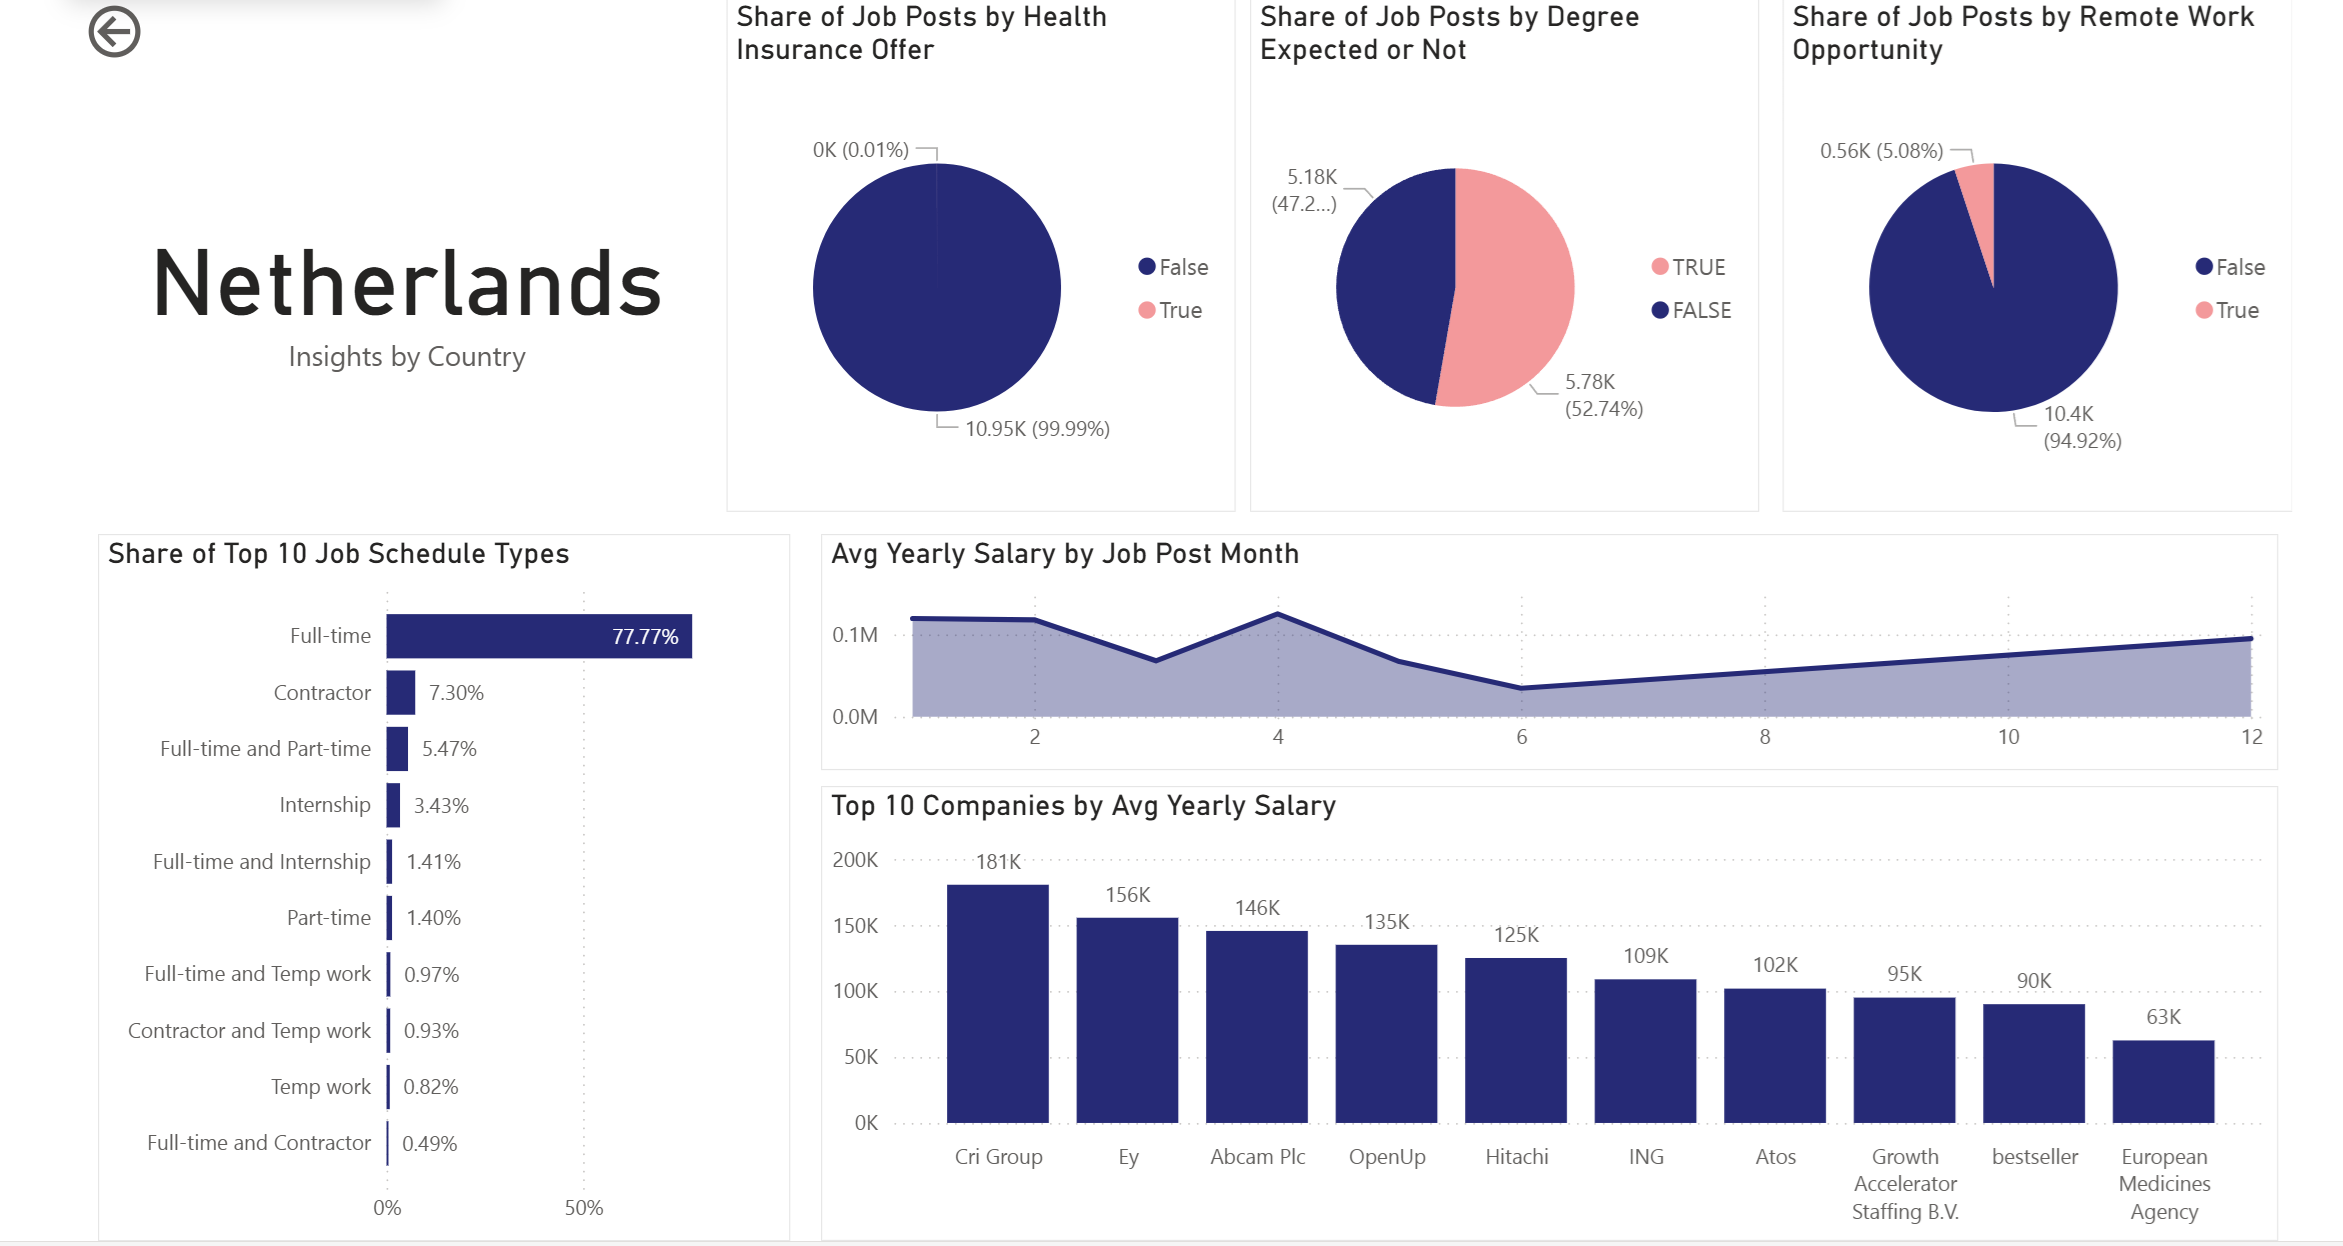 Netherlands
Insights by Country
Share of Job Posts by Health
Insurance Offer
0K (0.01%)
10.95K (99.99%)
False
True
Share of Job Posts by Degree
Expected or Not
5.18K
(47.2...)
5.78K
(52.74%)
TRUE
FALSE
Share of Job Posts by Remote Work
Opportunity
0.56K (5.08%)
10.4K
(94.92%)
False
True
Share of Top 10 Job Schedule Types
Full-time 77.77%
Contractor 7.30%
Full-time and Part-time 5.47%
Internship 3.43%
Full-time and Internship 1.41%
Part-time 1.40%
Full-time and Temp work 0.97%
Contractor and Temp work 0.93%
Temp work 0.82%
Full-time and Contractor 0.49%
0% 50%
Avg Yearly Salary by Job Post Month
0.1M
0.0M
2 4 6 8 10 12
Top 10 Companies by Avg Yearly Salary
200K
150K
100K
50K
0K
181K
156K
146K
135K
125K
109K
102K
95K
90K
63K
Cri Group
Ey
Abcam Plc
OpenUp
Hitachi
ING
Atos
Growth
Accelerator
Staffing B.V.
bestseller
European
Medicines
Agency